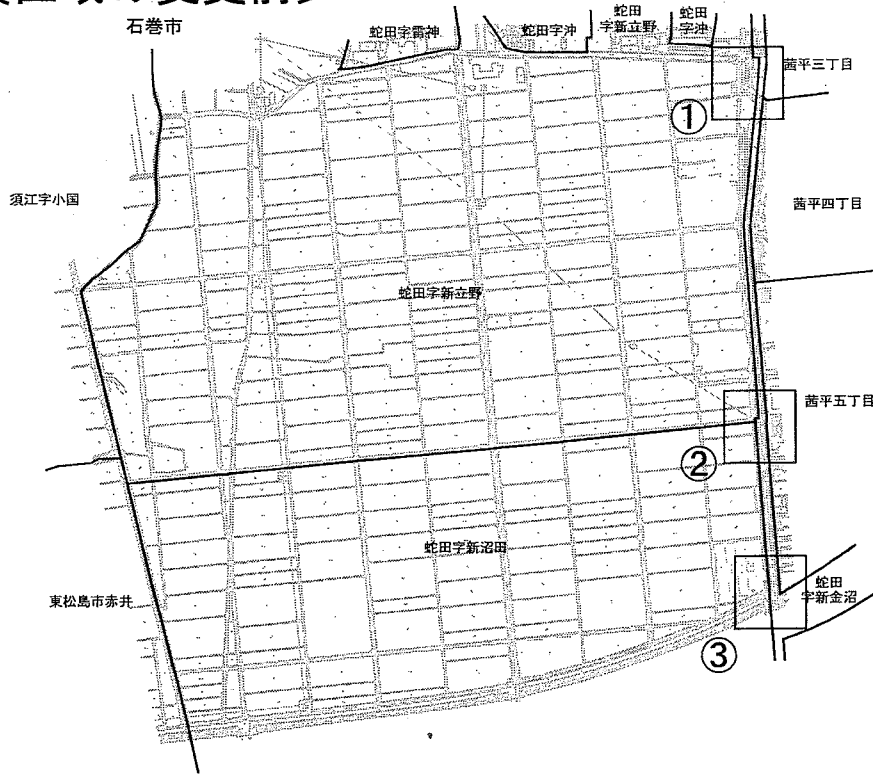 石巻市
蛇田字雷神
蛇田字沖
蛇田
字新立野
蛇田
字沖
茜平三丁目
①
須江字小国
茜平四丁目
蛇田字新立野
茜平五丁目
②
蛇田字新沼田
東松島市赤井
蛇田
字新金沼
③